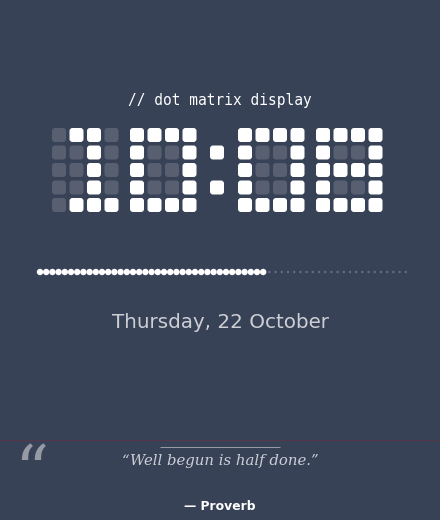 // dot matrix display
10:08
Thursday, 22 October
“
“Well begun is half done.”
— Proverb